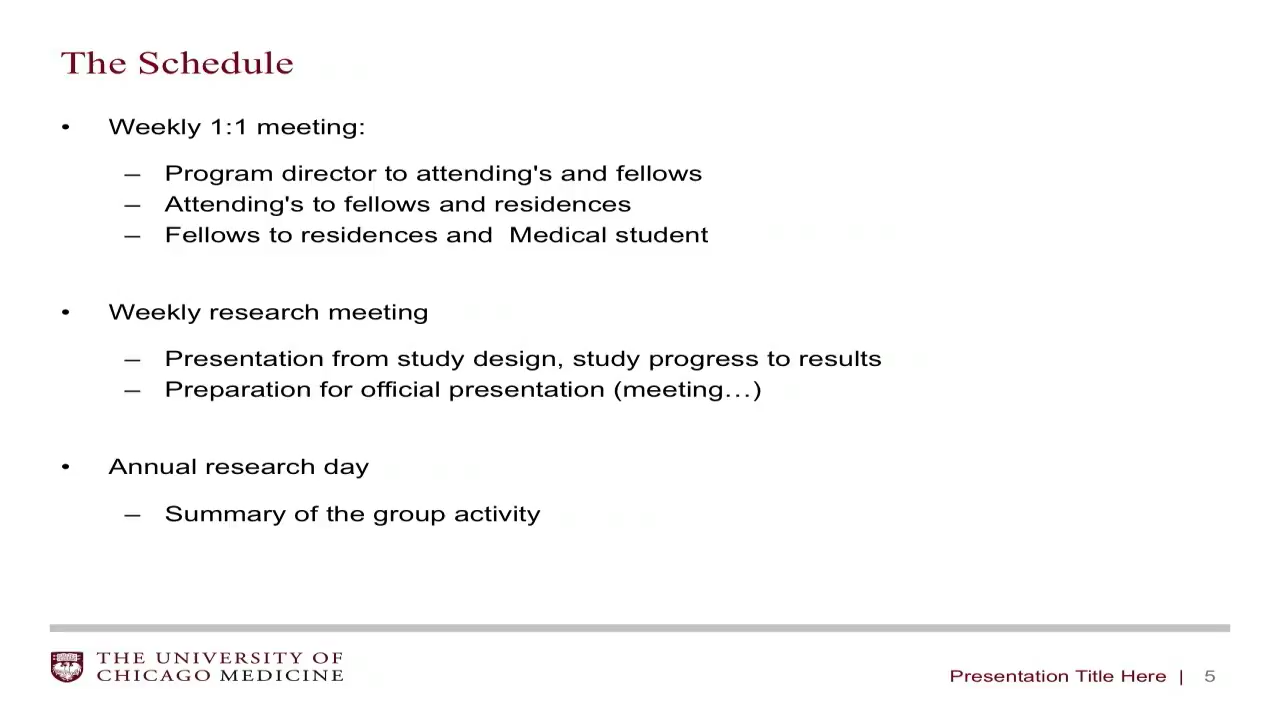 The Schedule
• Weekly 1:1 meeting:
– Program director to attending's and fellows
– Attending's to fellows and residences
– Fellows to residences and  Medical student
• Weekly research meeting
– Presentation from study design, study progress to results
– Preparation for official presentation (meeting…)
• Annual research day
– Summary of the group activity
THE UNIVERSITY OF
CHICAGO MEDICINE
Presentation Title Here | 5